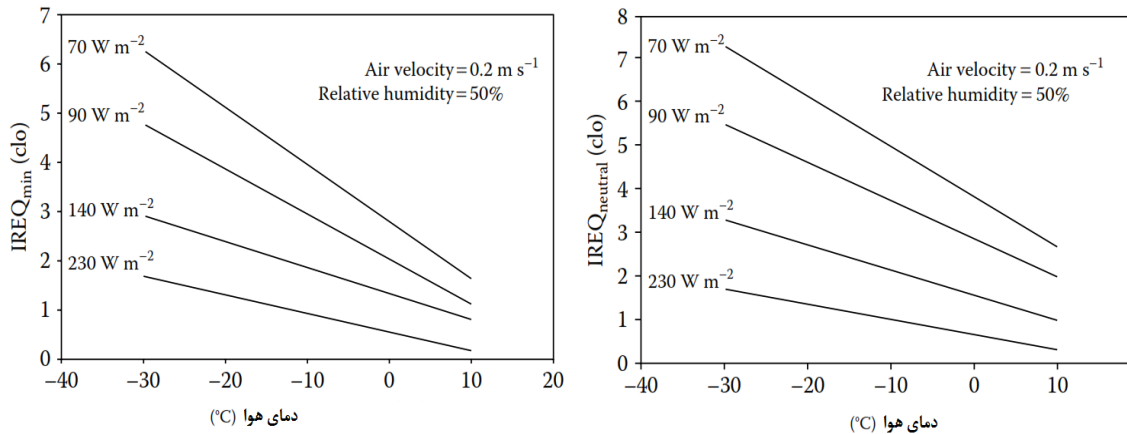 7
6
5
4
3
2
1
0
IREQmin (clo)
70 W m−2
90 W m−2
140 W m−2
230 W m−2
Air velocity = 0.2 m s−1
Relative humidity = 50%
−40 −30 −20 −10 0 10 20
دمای هوا (°C)
8
7
6
5
4
3
2
1
0
IREQneutral (clo)
70 W m−2
90 W m−2
140 W m−2
230 W m−2
Air velocity = 0.2 m s−1
Relative humidity = 50%
−40 −30 −20 −10 0 10
دمای هوا (°C)